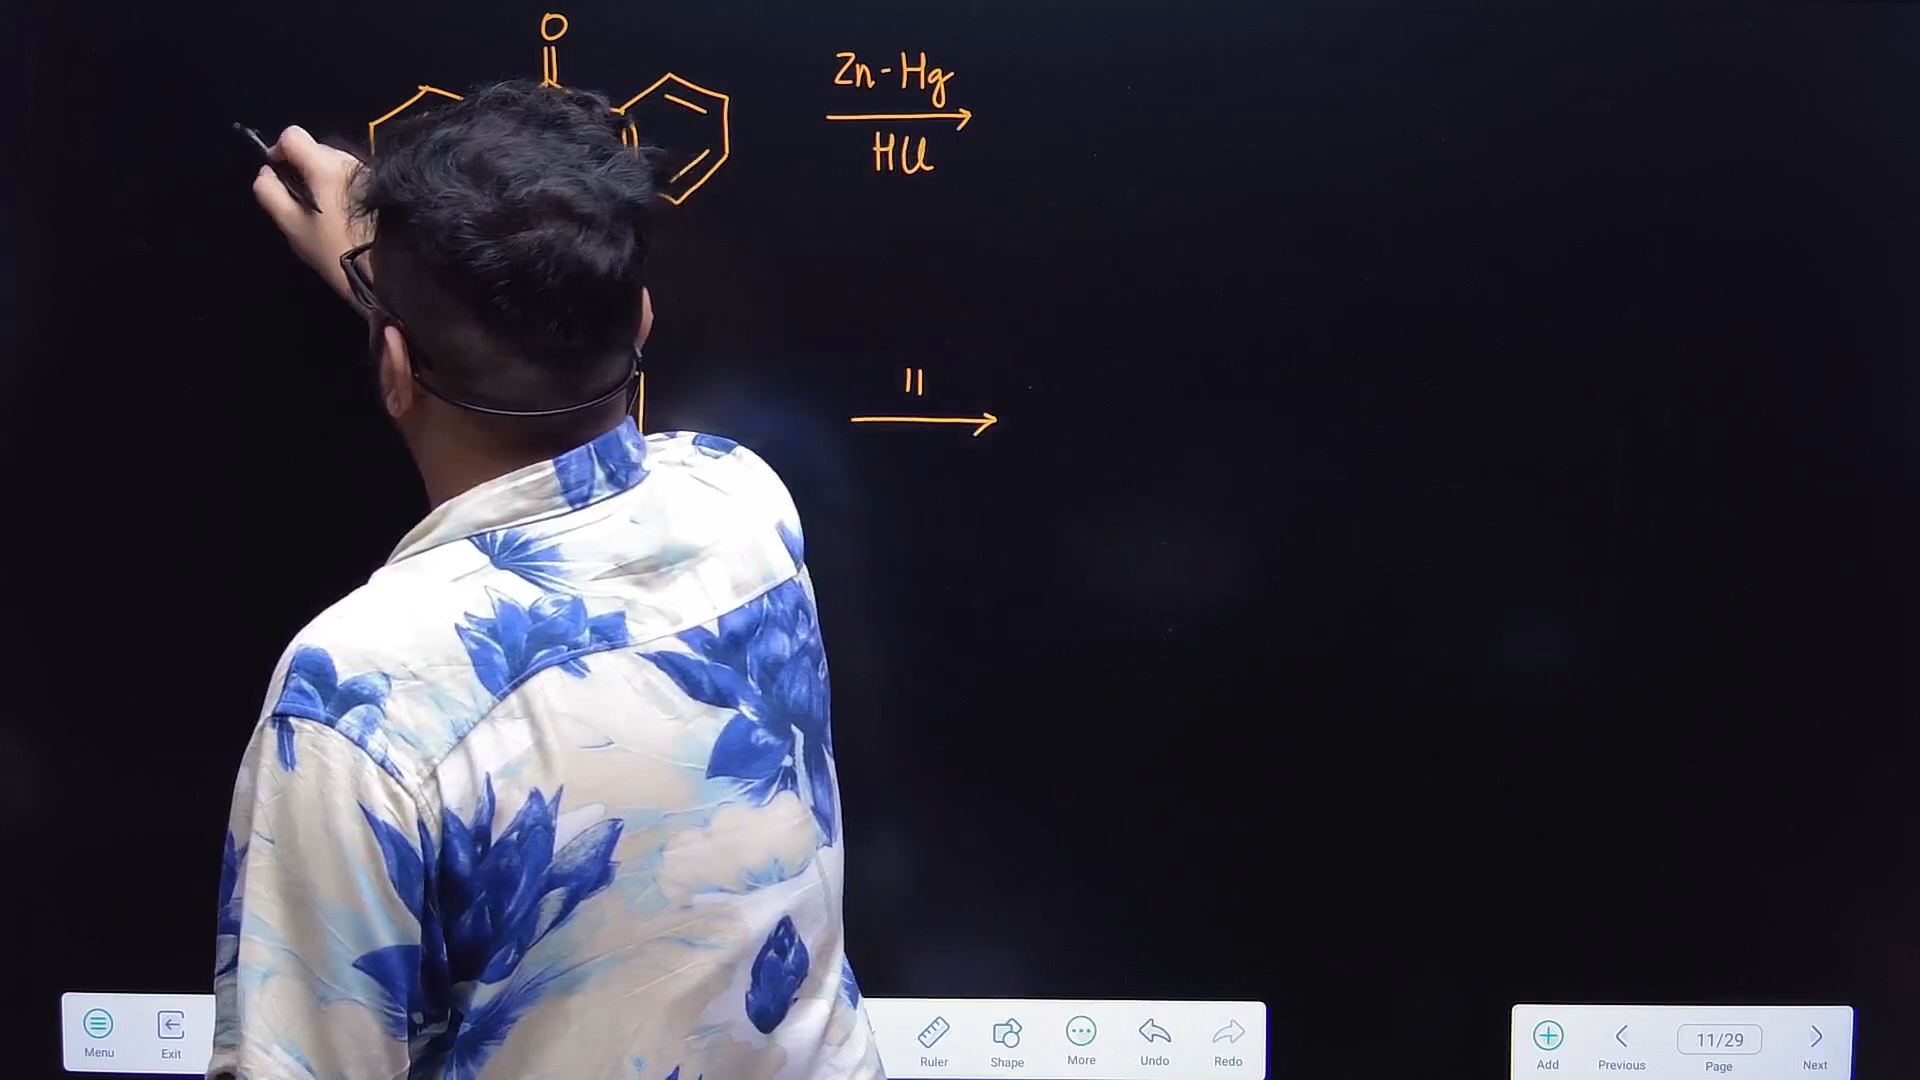 O
Zn-Hg
HCl
11
Menu
Exit
Ruler
Shape
More
Undo
Redo
Add
Previous
11/29
Page
Next